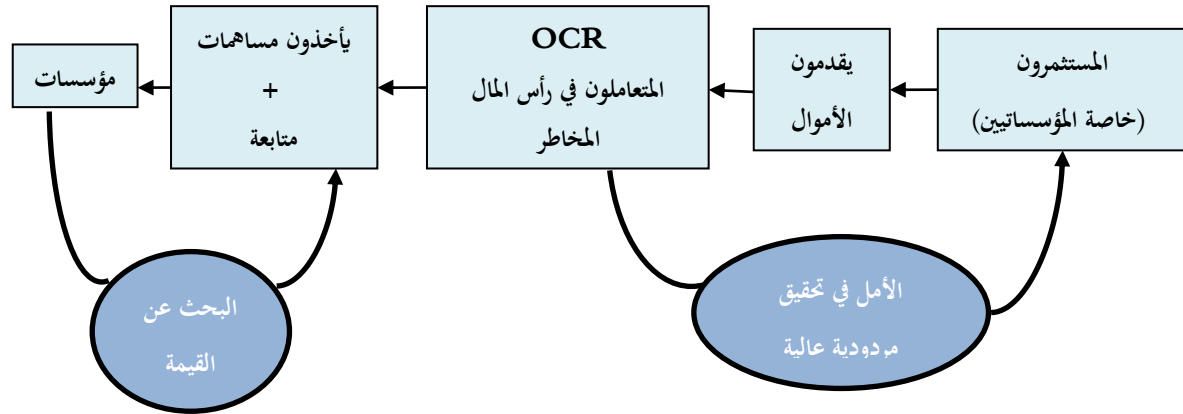 المستثمرون
(خاصة المؤسساتيين)
يقدمون
الأموال
OCR
المتعاملون في رأس المال
المخاطر
يأخذون مساهمات
+
متابعة
مؤسسات
الأمل في تحقيق
مردودية عالية
البحث عن
القيمة